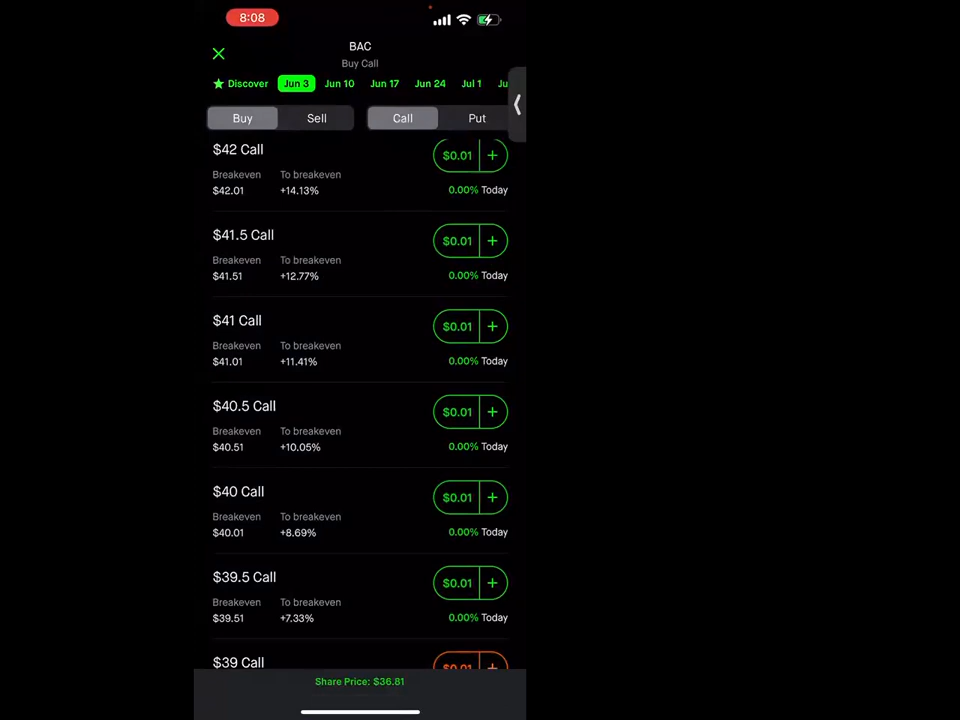 8:08
BAC
Buy Call
Discover Jun 3 Jun 10 Jun 17 Jun 24 Jul 1 Ju
Buy Sell Call Put
$42 Call $0.01 +
Breakeven To breakeven
$42.01 +14.13% 0.00% Today
$41.5 Call $0.01 +
Breakeven To breakeven
$41.51 +12.77% 0.00% Today
$41 Call $0.01 +
Breakeven To breakeven
$41.01 +11.41% 0.00% Today
$40.5 Call $0.01 +
Breakeven To breakeven
$40.51 +10.05% 0.00% Today
$40 Call $0.01 +
Breakeven To breakeven
$40.01 +8.69% 0.00% Today
$39.5 Call $0.01 +
Breakeven To breakeven
$39.51 +7.33% 0.00% Today
$39 Call $0.01 +
Share Price: $36.81